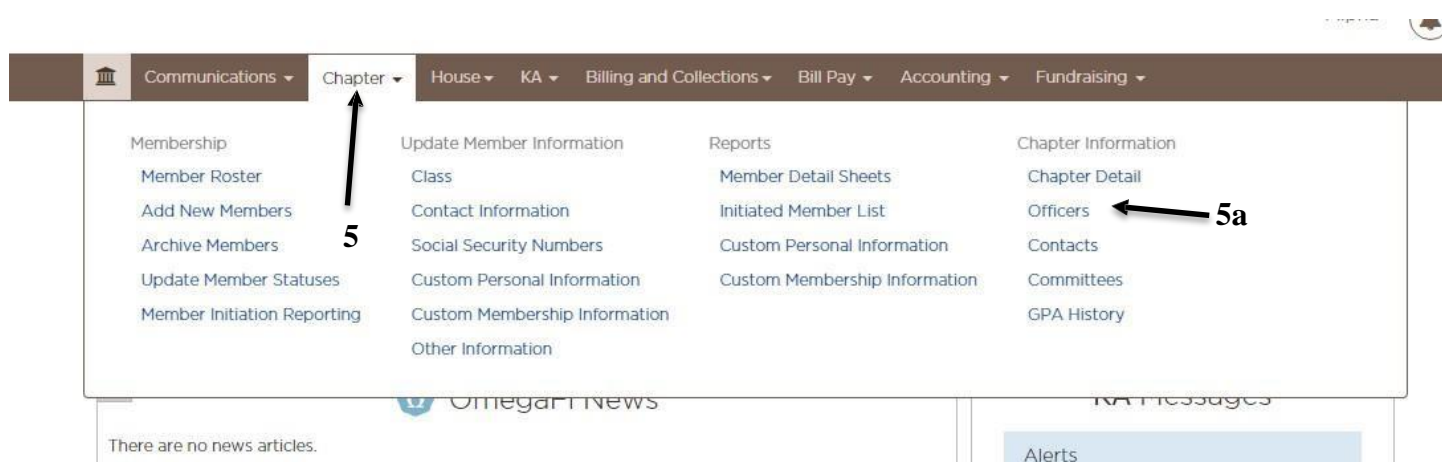 Communications Chapter House KA Billing and Collections Bill Pay Accounting Fundraising
Membership
Member Roster
Add New Members
Archive Members
Update Member Statuses
Member Initiation Reporting
Update Member Information
Class
Contact Information
Social Security Numbers
Custom Personal Information
Custom Membership Information
Other Information
Reports
Member Detail Sheets
Initiated Member List
Custom Personal Information
Custom Membership Information
Chapter Information
Chapter Detail
Officers
Contacts
Committees
GPA History
5
5a
OmegaFi News
There are no news articles.
KA Messages
Alerts